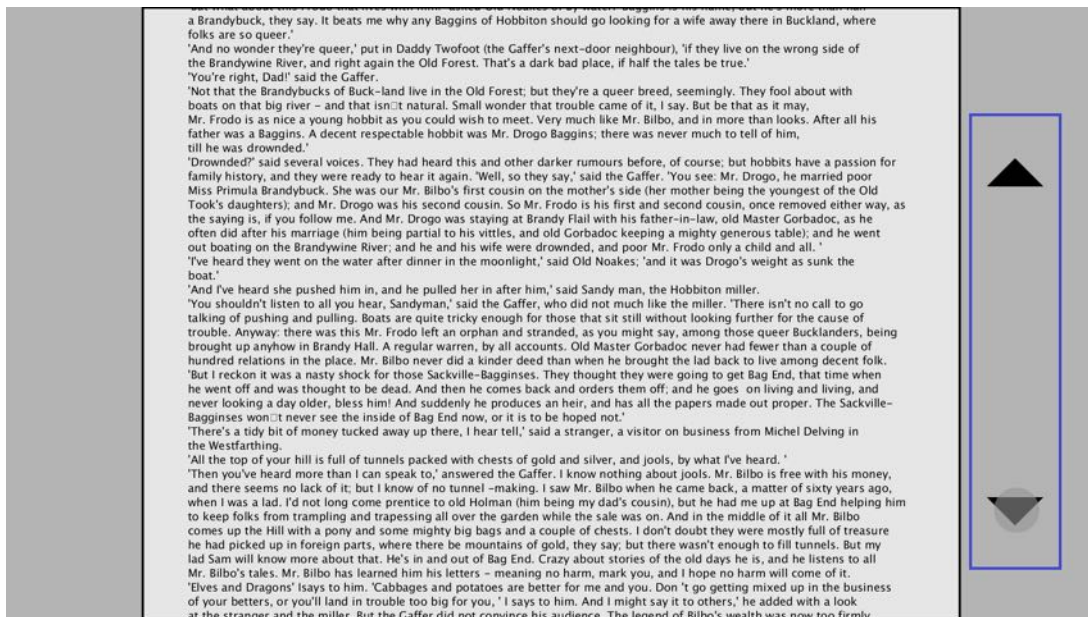 a Brandybuck, they say. It beats me why any Baggins of Hobbiton should go looking for a wife away there in Buckland, where
folks are so queer.'
'And no wonder they're queer,' put in Daddy Twofoot (the Gaffer's next-door neighbour), 'if they live on the wrong side of
the Brandywine River, and right again the Old Forest. That's a dark bad place, if half the tales be true.'
'You're right, Dad!' said the Gaffer.
'Not that the Brandybucks of Buck-land live in the Old Forest; but they're a queer breed, seemingly. They fool about with
boats on that big river – and that isn□t natural. Small wonder that trouble came of it, I say. But be that as it may,
Mr. Frodo is as nice a young hobbit as you could wish to meet. Very much like Mr. Bilbo, and in more than looks. After all his
father was a Baggins. A decent respectable hobbit was Mr. Drogo Baggins; there was never much to tell of him,
till he was drownded.'
'Drownded?' said several voices. They had heard this and other darker rumours before, of course; but hobbits have a passion for
family history, and they were ready to hear it again. 'Well, so they say,' said the Gaffer. 'You see: Mr. Drogo, he married poor
Miss Primula Brandybuck. She was our Mr. Bilbo's first cousin on the mother's side (her mother being the youngest of the Old
Took's daughters); and Mr. Drogo was his second cousin. So Mr. Frodo is his first and second cousin, once removed either way, as
the saying is, if you follow me. And Mr. Drogo was staying at Brandy Flail with his father-in-law, old Master Gorbadoc, as he
often did after his marriage (him being partial to his vittles, and old Gorbadoc keeping a mighty generous table); and he went
out boating on the Brandywine River; and he and his wife were drownded, and poor Mr. Frodo only a child and all. '
'I've heard they went on the water after dinner in the moonlight,' said Old Noakes; 'and it was Drogo's weight as sunk the
boat.'
'And I've heard she pushed him in, and he pulled her in after him,' said Sandy man, the Hobbiton miller.
'You shouldn't listen to all you hear, Sandyman,' said the Gaffer, who did not much like the miller. 'There isn't no call to go
talking of pushing and pulling. Boats are quite tricky enough for those that sit still without looking further for the cause of
trouble. Anyway: there was this Mr. Frodo left an orphan and stranded, as you might say, among those queer Bucklanders, being
brought up anyhow in Brandy Hall. A regular warren, by all accounts. Old Master Gorbadoc never had fewer than a couple of
hundred relations in the place. Mr. Bilbo never did a kinder deed than when he brought the lad back to live among decent folk.
'But I reckon it was a nasty shock for those Sackville-Bagginses. They thought they were going to get Bag End, that time when
he went off and was thought to be dead. And then he comes back and orders them off; and he goes  on living and living, and
never looking a day older, bless him! And suddenly he produces an heir, and has all the papers made out proper. The Sackville-
Bagginses won□t never see the inside of Bag End now, or it is to be hoped not.'
'There's a tidy bit of money tucked away up there, I hear tell,' said a stranger, a visitor on business from Michel Delving in
the Westfarthing.
'All the top of your hill is full of tunnels packed with chests of gold and silver, and jools, by what I've heard. '
'Then you've heard more than I can speak to,' answered the Gaffer. I know nothing about jools. Mr. Bilbo is free with his money,
and there seems no lack of it; but I know of no tunnel -making. I saw Mr. Bilbo when he came back, a matter of sixty years ago,
when I was a lad. I'd not long come prentice to old Holman (him being my dad's cousin), but he had me up at Bag End helping him
to keep folks from trampling and trapessing all over the garden while the sale was on. And in the middle of it all Mr. Bilbo
comes up the Hill with a pony and some mighty big bags and a couple of chests. I don't doubt they were mostly full of treasure
he had picked up in foreign parts, where there be mountains of gold, they say; but there wasn't enough to fill tunnels. But my
lad Sam will know more about that. He's in and out of Bag End. Crazy about stories of the old days he is, and he listens to all
Mr. Bilbo's tales. Mr. Bilbo has learned him his letters – meaning no harm, mark you, and I hope no harm will come of it.
'Elves and Dragons' Isays to him. 'Cabbages and potatoes are better for me and you. Don 't go getting mixed up in the business
of your betters, or you'll land in trouble too big for you, ' I says to him. And I might say it to others,' he added with a look
at the stranger and the miller. But the Gaffer did not convince his audience. The legend of Bilbo's wealth was now too firmly